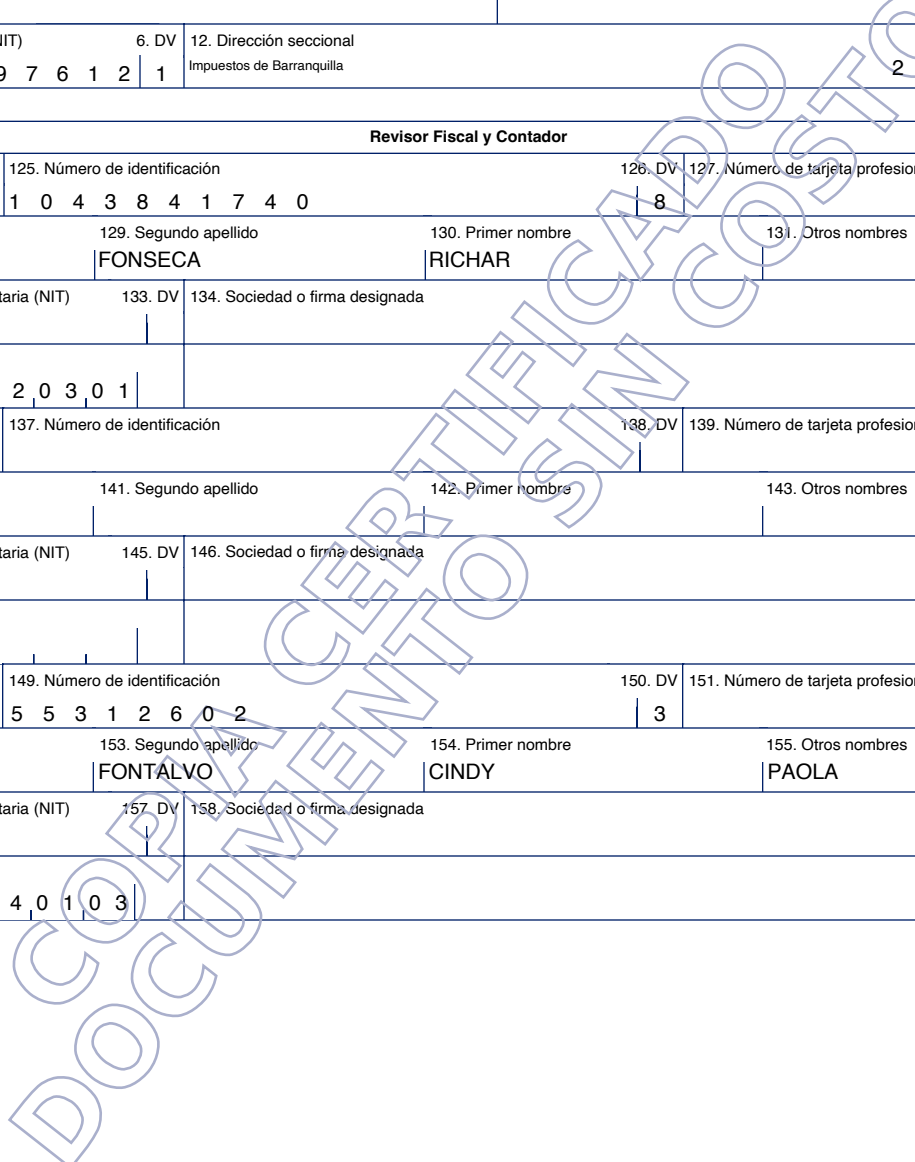 IIT) 6. DV 12. Dirección seccional
9 7 6 1 2 1 Impuestos de Barranquilla 2
Revisor Fiscal y Contador
125. Número de identificación 126. DV 127. Número de tarjeta profesion
1 0 4 3 8 4 1 7 4 0 8
129. Segundo apellido 130. Primer nombre 131. Otros nombres
FONSECA RICHAR
taria (NIT) 133. DV 134. Sociedad o firma designada
2 0 3 0 1
137. Número de identificación 138. DV 139. Número de tarjeta profesion
141. Segundo apellido 142. Primer nombre 143. Otros nombres
taria (NIT) 145. DV 146. Sociedad o firma designada
149. Número de identificación 150. DV 151. Número de tarjeta profesion
5 5 3 1 2 6 0 2 3
153. Segundo apellido 154. Primer nombre 155. Otros nombres
FONTALVO CINDY PAOLA
taria (NIT) 157. DV 158. Sociedad o firma designada
4 0 1 0 3
COPIA CERTIFICADO
DOCUMENTO SIN COSTO